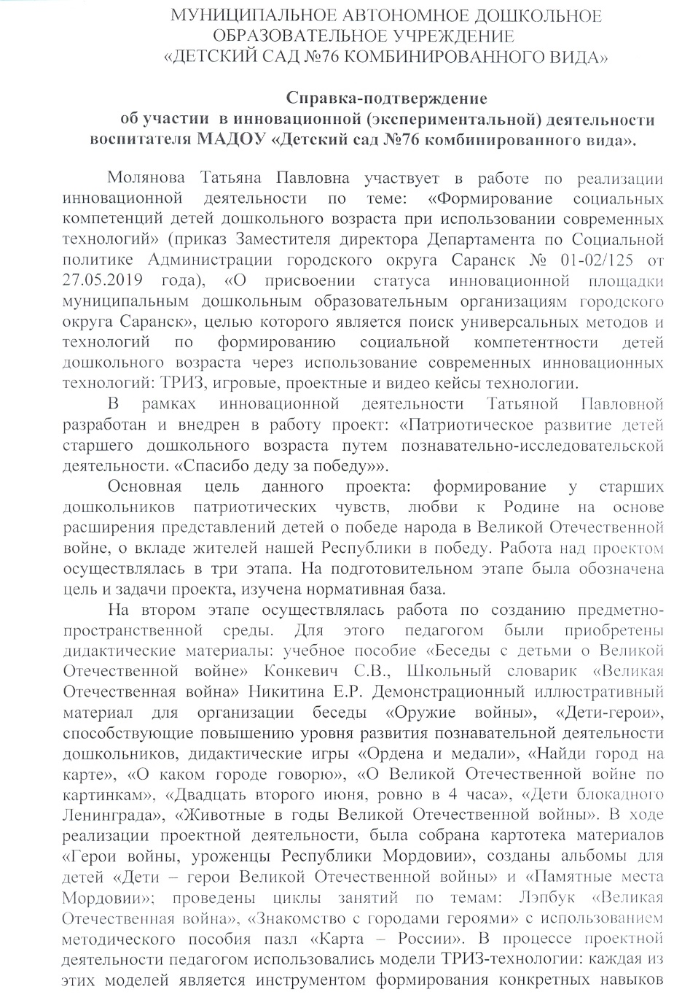 МУНИЦИПАЛЬНОЕ АВТОНОМНОЕ ДОШКОЛЬНОЕ
ОБРАЗОВАТЕЛЬНОЕ УЧРЕЖДЕНИЕ
«ДЕТСКИЙ САД №76 КОМБИНИРОВАННОГО ВИДА»
Справка-подтверждение
об участии в инновационной (экспериментальной) деятельности
воспитателя МАДОУ «Детский сад №76 комбинированного вида».
Молянова Татьяна Павловна участвует в работе по реализации
инновационной деятельности по теме: «Формирование социальных
компетенций детей дошкольного возраста при использовании современных
технологий» (приказ Заместителя директора Департамента по Социальной
политике Администрации городского округа Саранск № 01-02/125 от
27.05.2019 года), «О присвоении статуса инновационной площадки
муниципальным дошкольным образовательным организациям городского
округа Саранск», целью которого является поиск универсальных методов и
технологий по формированию социальной компетентности детей
дошкольного возраста через использование современных инновационных
технологий: ТРИЗ, игровые, проектные и видео кейсы технологии.
В рамках инновационной деятельности Татьяной Павловной
разработан и внедрен в работу проект: «Патриотическое развитие детей
старшего дошкольного возраста путем познавательно-исследовательской
деятельности. «Спасибо деду за победу»».
Основная цель данного проекта: формирование у старших
дошкольников патриотических чувств, любви к Родине на основе
расширения представлений детей о победе народа в Великой Отечественной
войне, о вкладе жителей нашей Республики в победу. Работа над проектом
осуществлялась в три этапа. На подготовительном этапе была обозначена
цель и задачи проекта, изучена нормативная база.
На втором этапе осуществлялась работа по созданию предметно-
пространственной среды. Для этого педагогом были приобретены
дидактические материалы: учебное пособие «Беседы с детьми о Великой
Отечественной войне» Конкевич С.В., Школьный словарик «Великая
Отечественная война» Никитина Е.Р. Демонстрационный иллюстративный
материал для организации беседы «Оружие войны», «Дети-герои»,
способствующие повышению уровня развития познавательной деятельности
дошкольников, дидактические игры «Ордена и медали», «Найди город на
карте», «О каком городе говорю», «О Великой Отечественной войне по
картинкам», «Двадцать второго июня, ровно в 4 часа», «Дети блокадного
Ленинграда», «Животные в годы Великой Отечественной войны». В ходе
реализации проектной деятельности, была собрана картотека материалов
«Герои войны, уроженцы Республики Мордовии», созданы альбомы для
детей «Дети – герои Великой Отечественной войны» и «Памятные места
Мордовии»; проведены циклы занятий по темам: Лэпбук «Великая
Отечественная война», «Знакомство с городами героями» с использованием
методического пособия пазл «Карта – России». В процессе проектной
деятельности педагогом использовались модели ТРИЗ-технологии: каждая из
этих моделей является инструментом формирования конкретных навыков